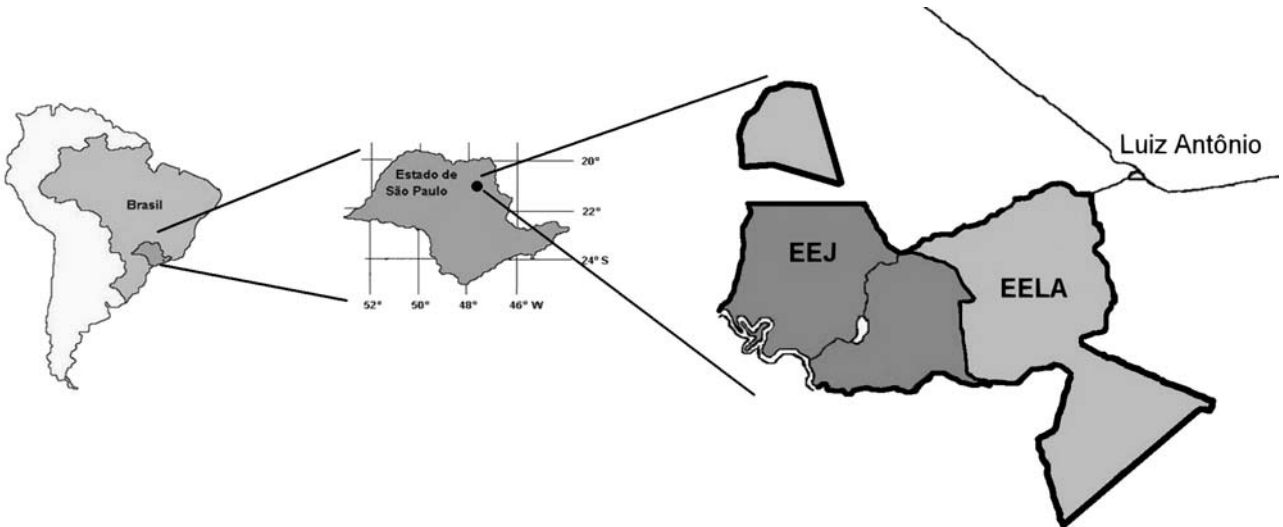 Brasil
Estado de
São Paulo
20°
22°
24° S
52°
50°
48°
46° W
Luiz Antônio
EEJ
EELA